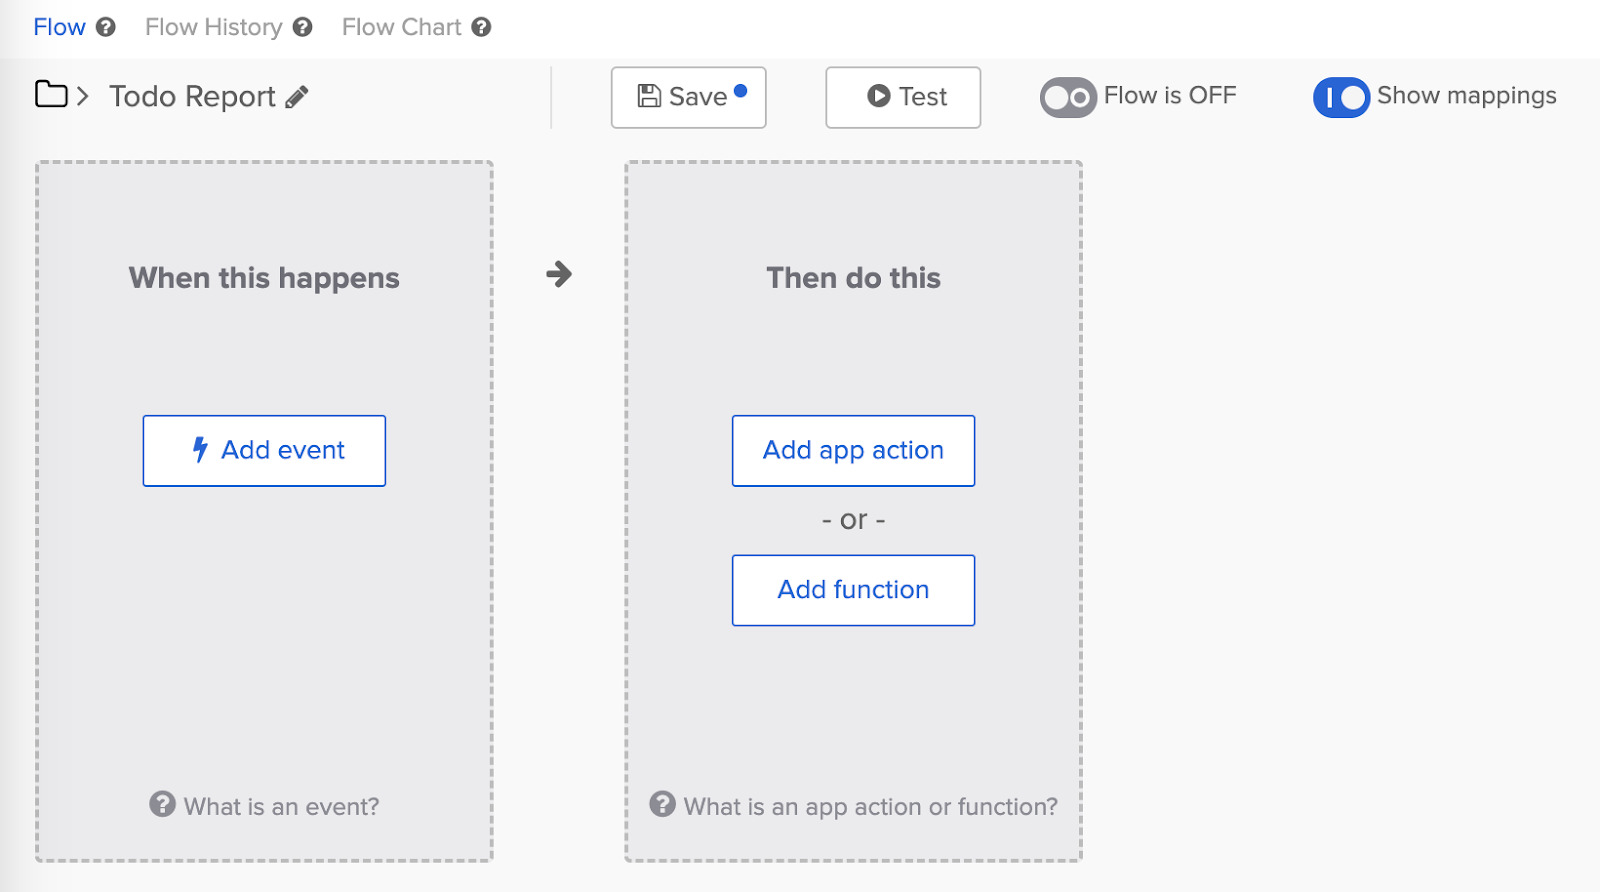 Flow Flow History Flow Chart
Todo Report Save Test Flow is OFF Show mappings
When this happens
Add event
What is an event?
Then do this
Add app action
- or -
Add function
What is an app action or function?